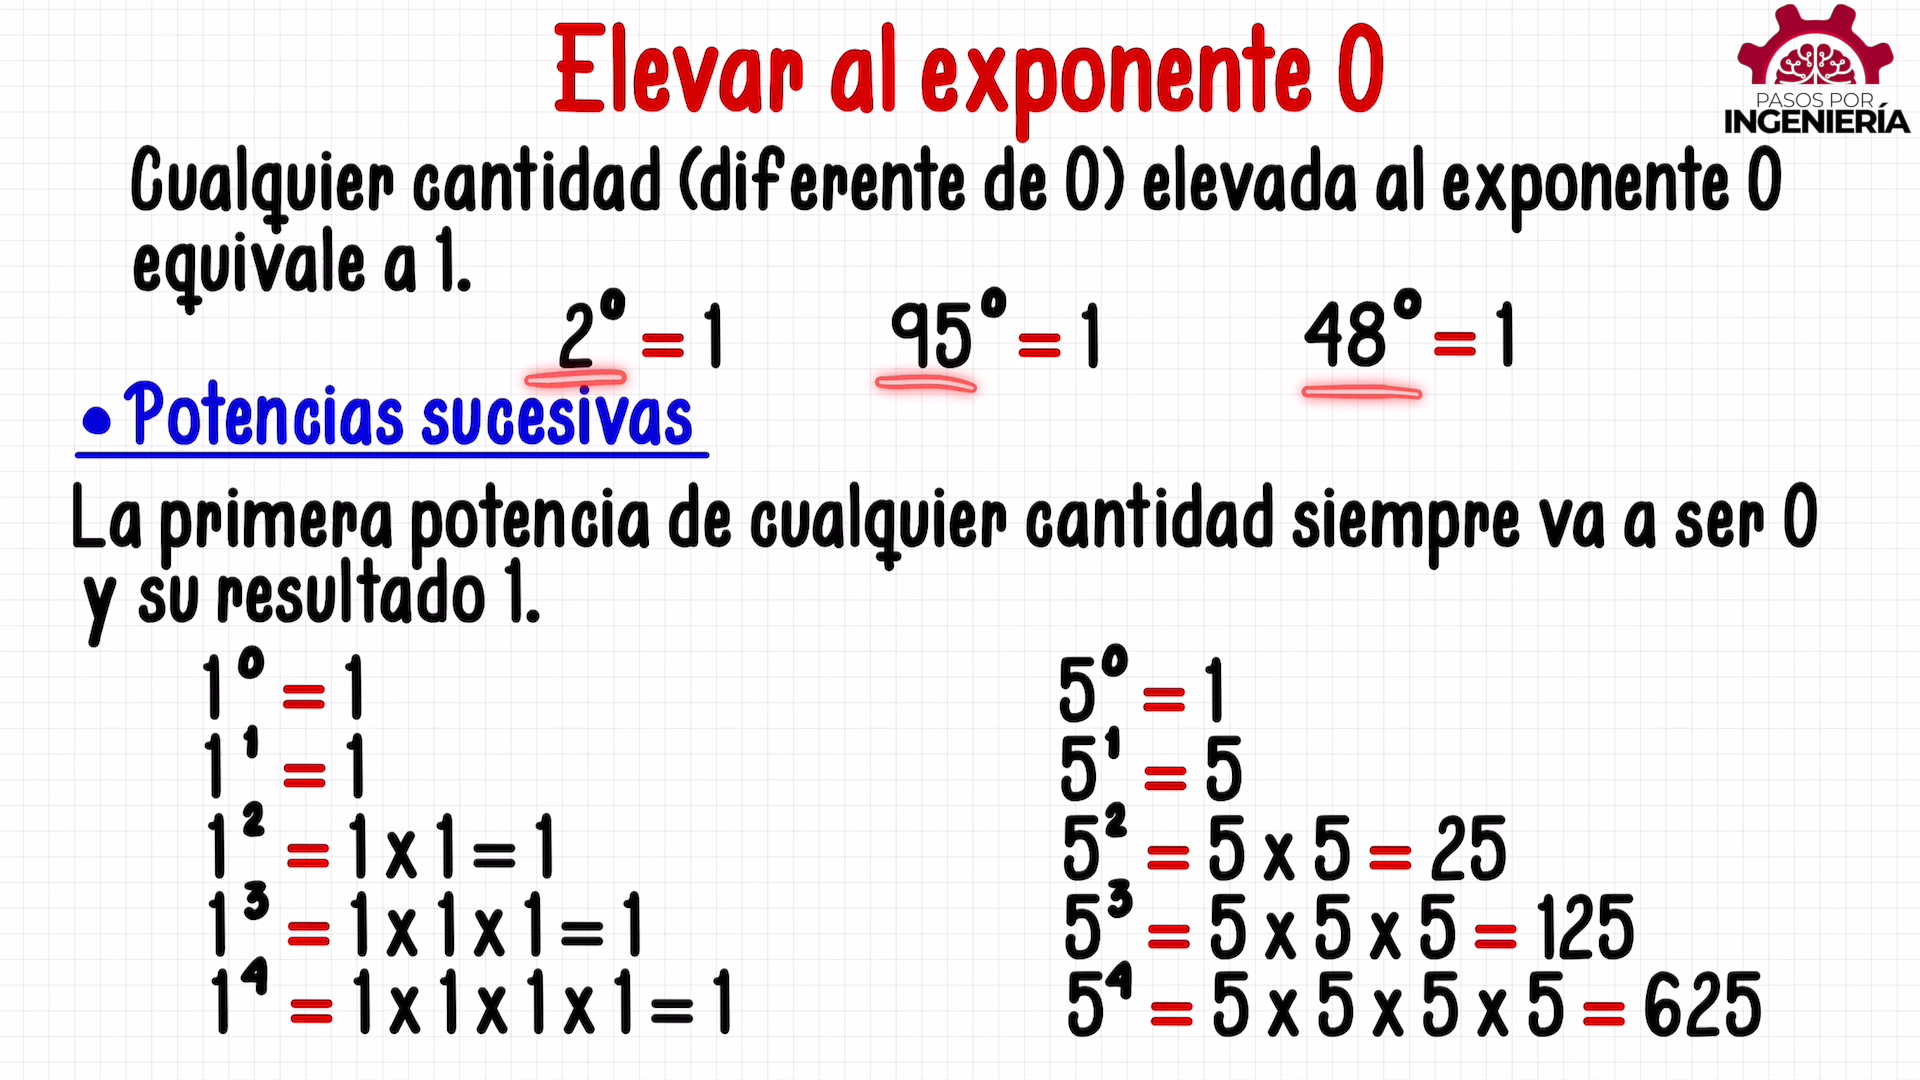 Elevar al exponente 0
PASOS POR
INGENIERÍA
Cualquier cantidad (diferente de 0) elevada al exponente 0
equivale a 1.
2⁰ = 1 95⁰ = 1 48⁰ = 1
• Potencias sucesivas
La primera potencia de cualquier cantidad siempre va a ser 0
y su resultado 1.
1⁰ = 1
1¹ = 1
1² = 1 x 1 = 1
1³ = 1 x 1 x 1 = 1
1⁴ = 1 x 1 x 1 x 1 = 1
5⁰ = 1
5¹ = 5
5² = 5 x 5 = 25
5³ = 5 x 5 x 5 = 125
5⁴ = 5 x 5 x 5 x 5 = 625